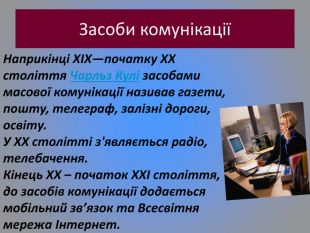 Засоби комунікації
Наприкінці XIX—початку XX
століття Чарльз Кулі засобами
масової комунікації називав газети,
пошту, телеграф, залізні дороги,
освіту.
У XX столітті з'являється радіо,
телебачення.
Кінець XX – початок XXI століття,
до засобів комунікації додається
мобільний зв’язок та Всесвітня
мережа Інтернет.